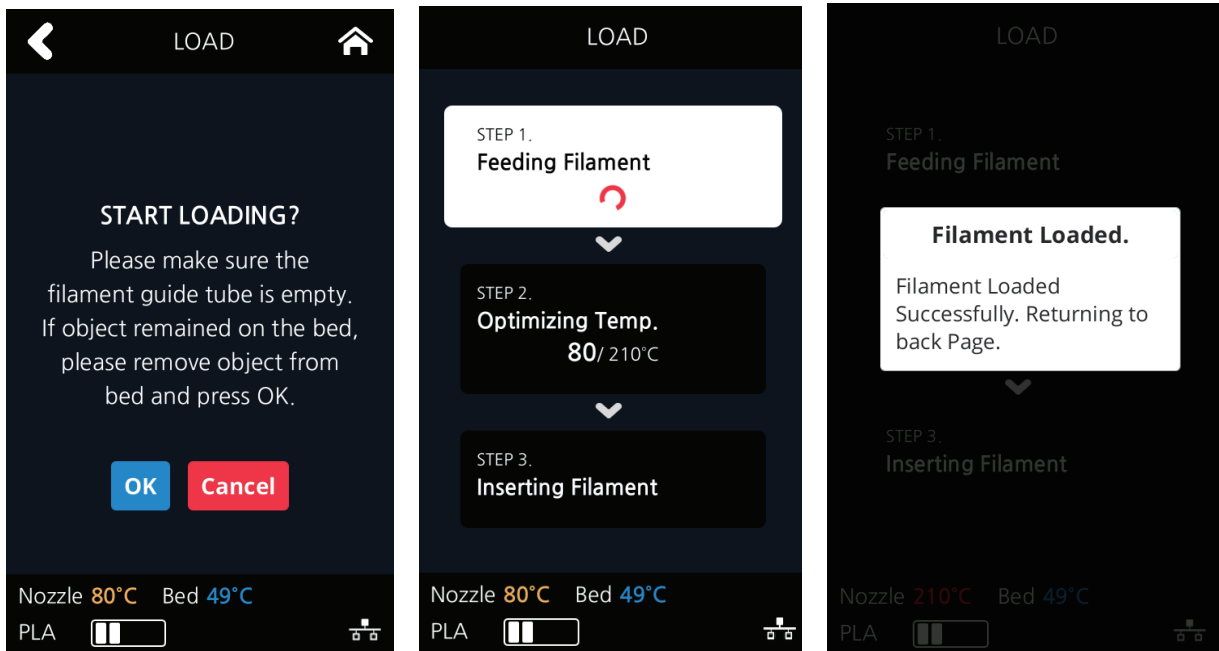 LOAD
START LOADING?
Please make sure the
filament guide tube is empty.
If object remained on the bed,
please remove object from
bed and press OK.
OK Cancel
Nozzle 80°C Bed 49°C
PLA
LOAD
STEP 1.
Feeding Filament
STEP 2.
Optimizing Temp.
80/ 210°C
STEP 3.
Inserting Filament
Nozzle 80°C Bed 49°C
PLA
LOAD
STEP 1.
Feeding Filament
Filament Loaded.
Filament Loaded
Successfully. Returning to
back Page.
STEP 3.
Inserting Filament
Nozzle 210°C Bed 49°C
PLA